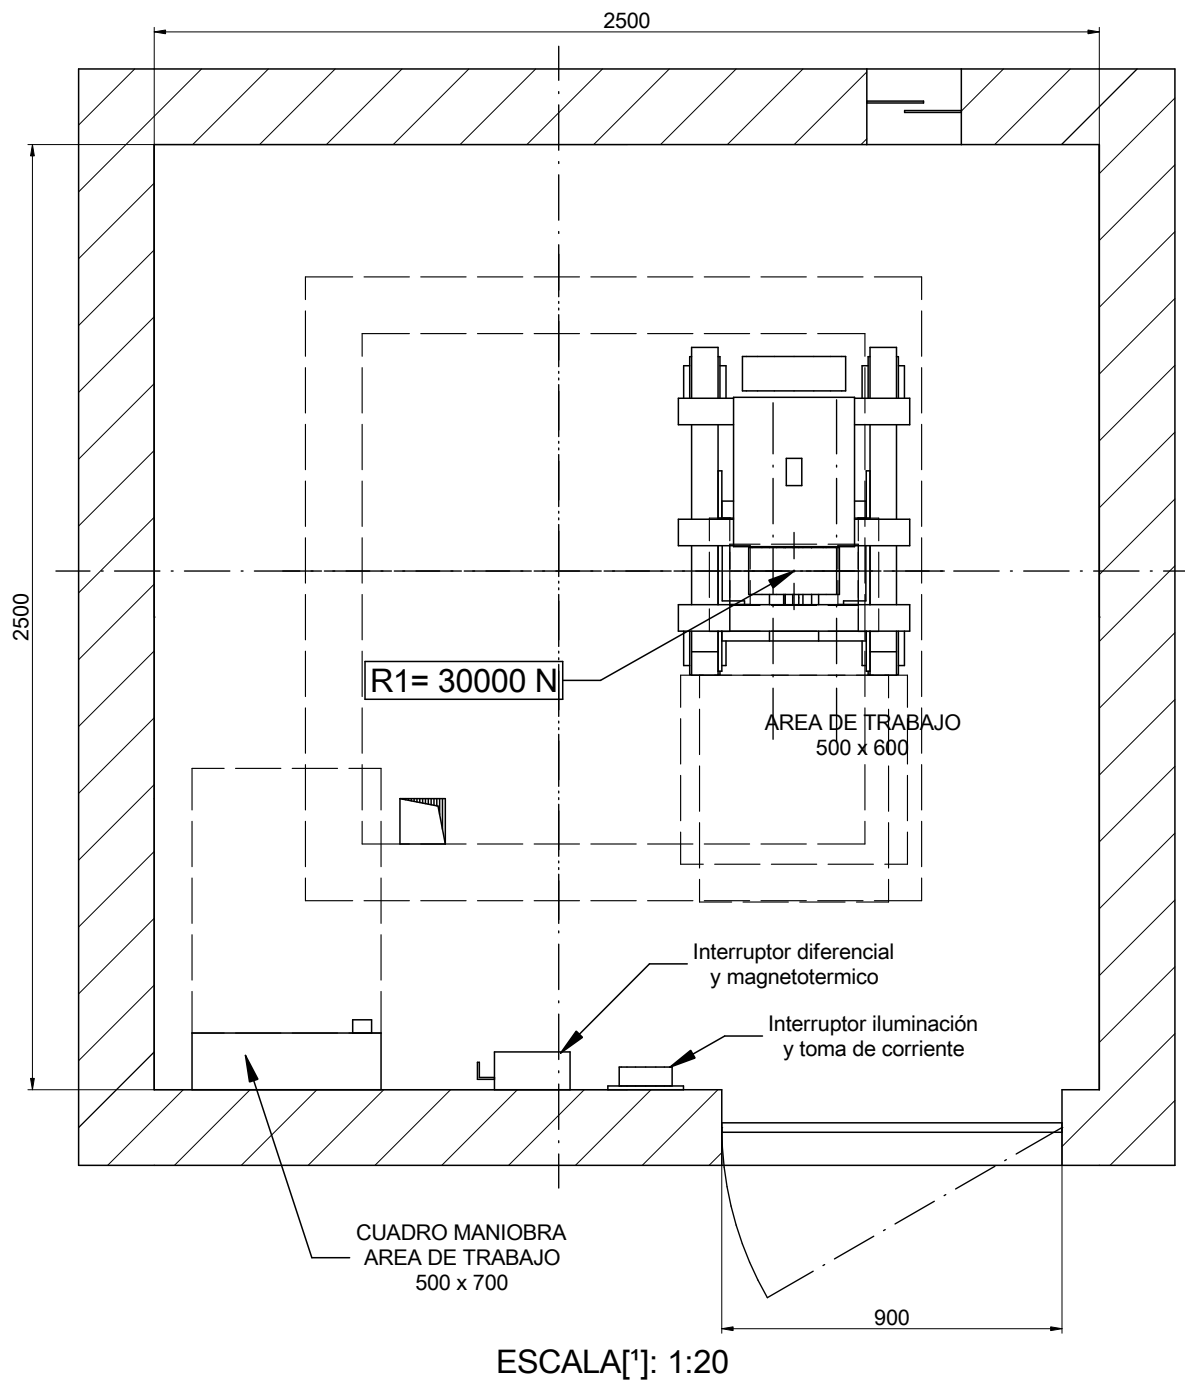 2500
2500
R1= 30000 N
AREA DE TRABAJO
500 x 600
Interruptor diferencial
y magnetotermico
Interruptor iluminación
y toma de corriente
CUADRO MANIOBRA
AREA DE TRABAJO
500 x 700
900
ESCALA[¹]: 1:20